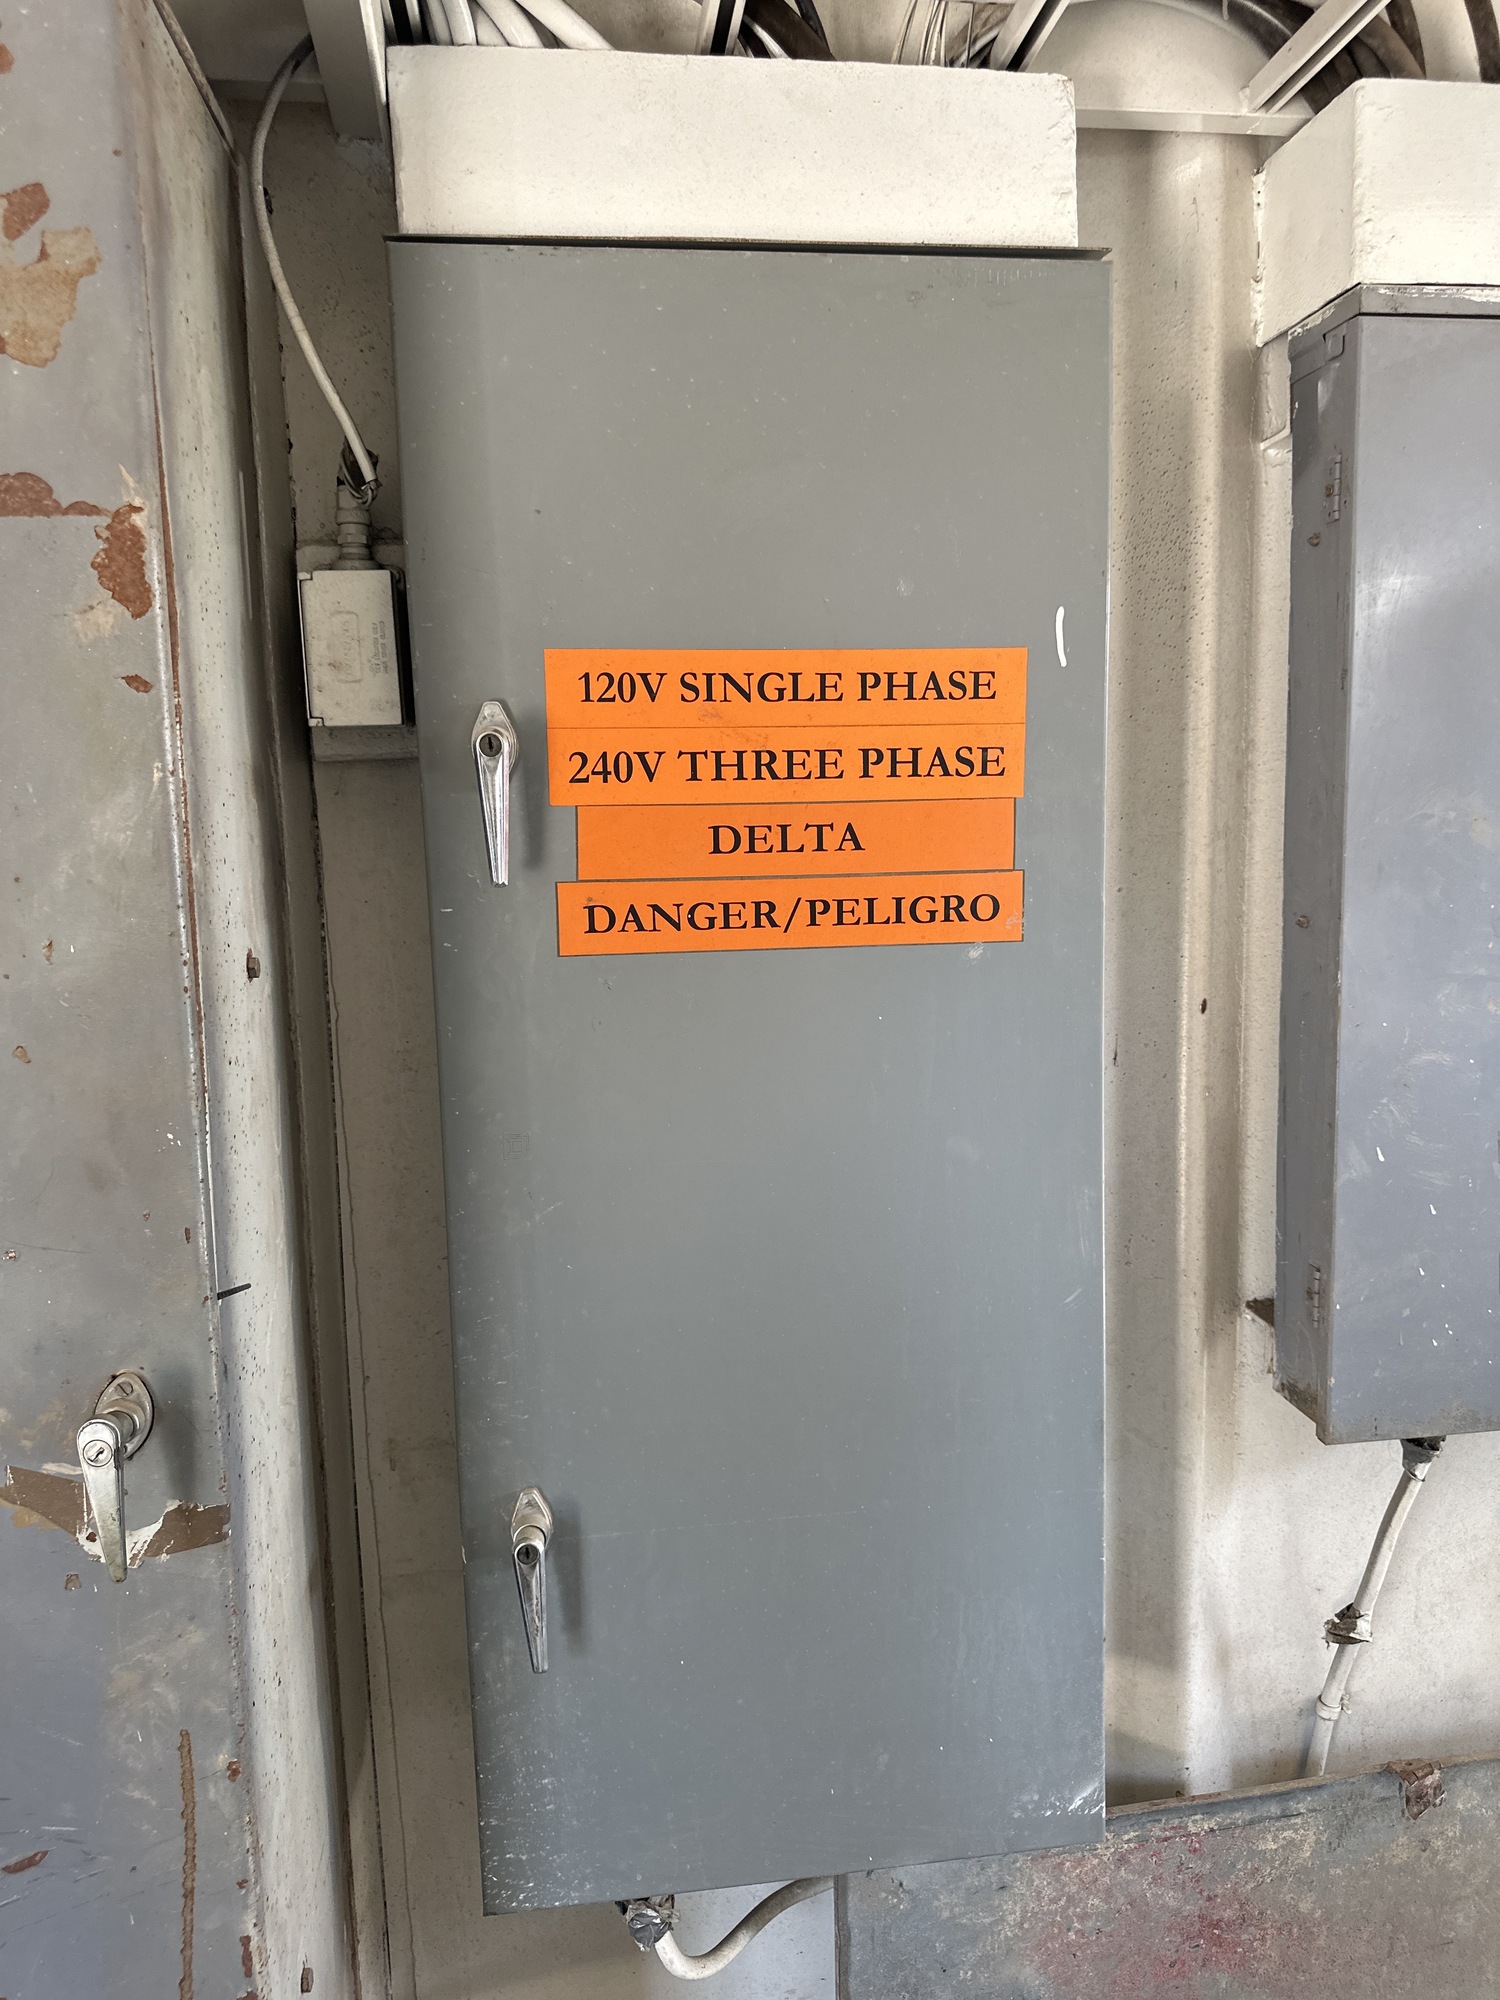 120V SINGLE PHASE
240V THREE PHASE
DELTA
DANGER/PELIGRO